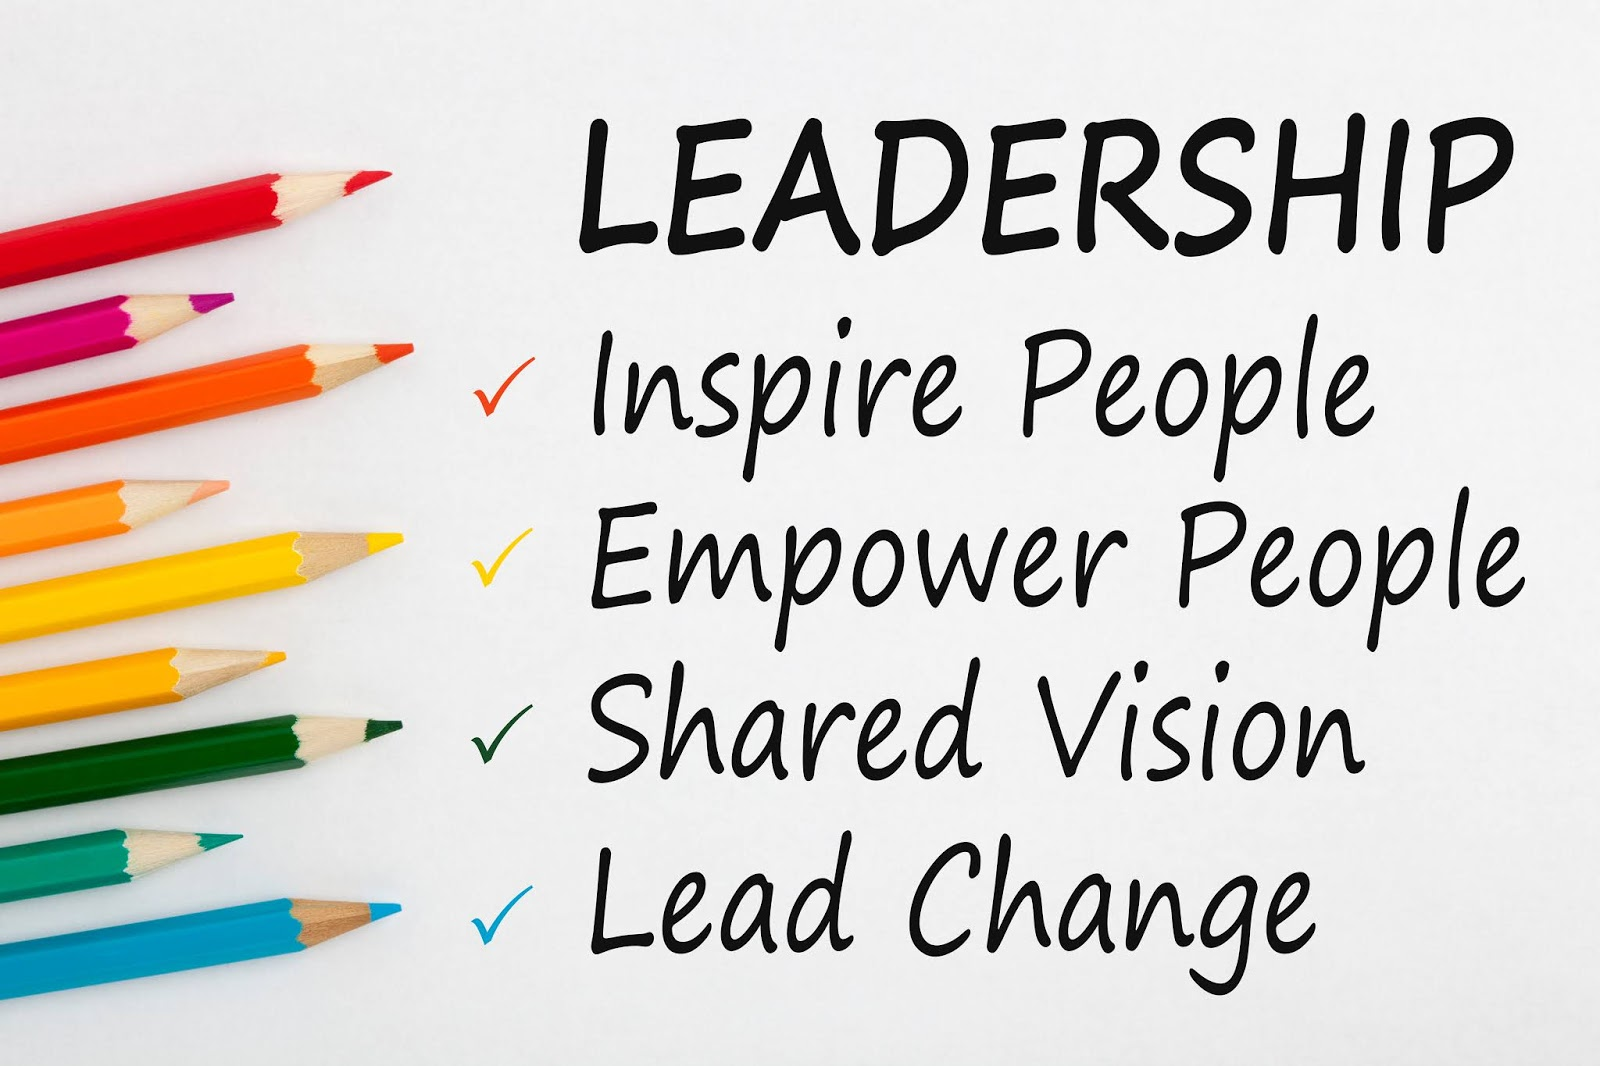 LEADERSHIP
Inspire People
Empower People
Shared Vision
Lead Change